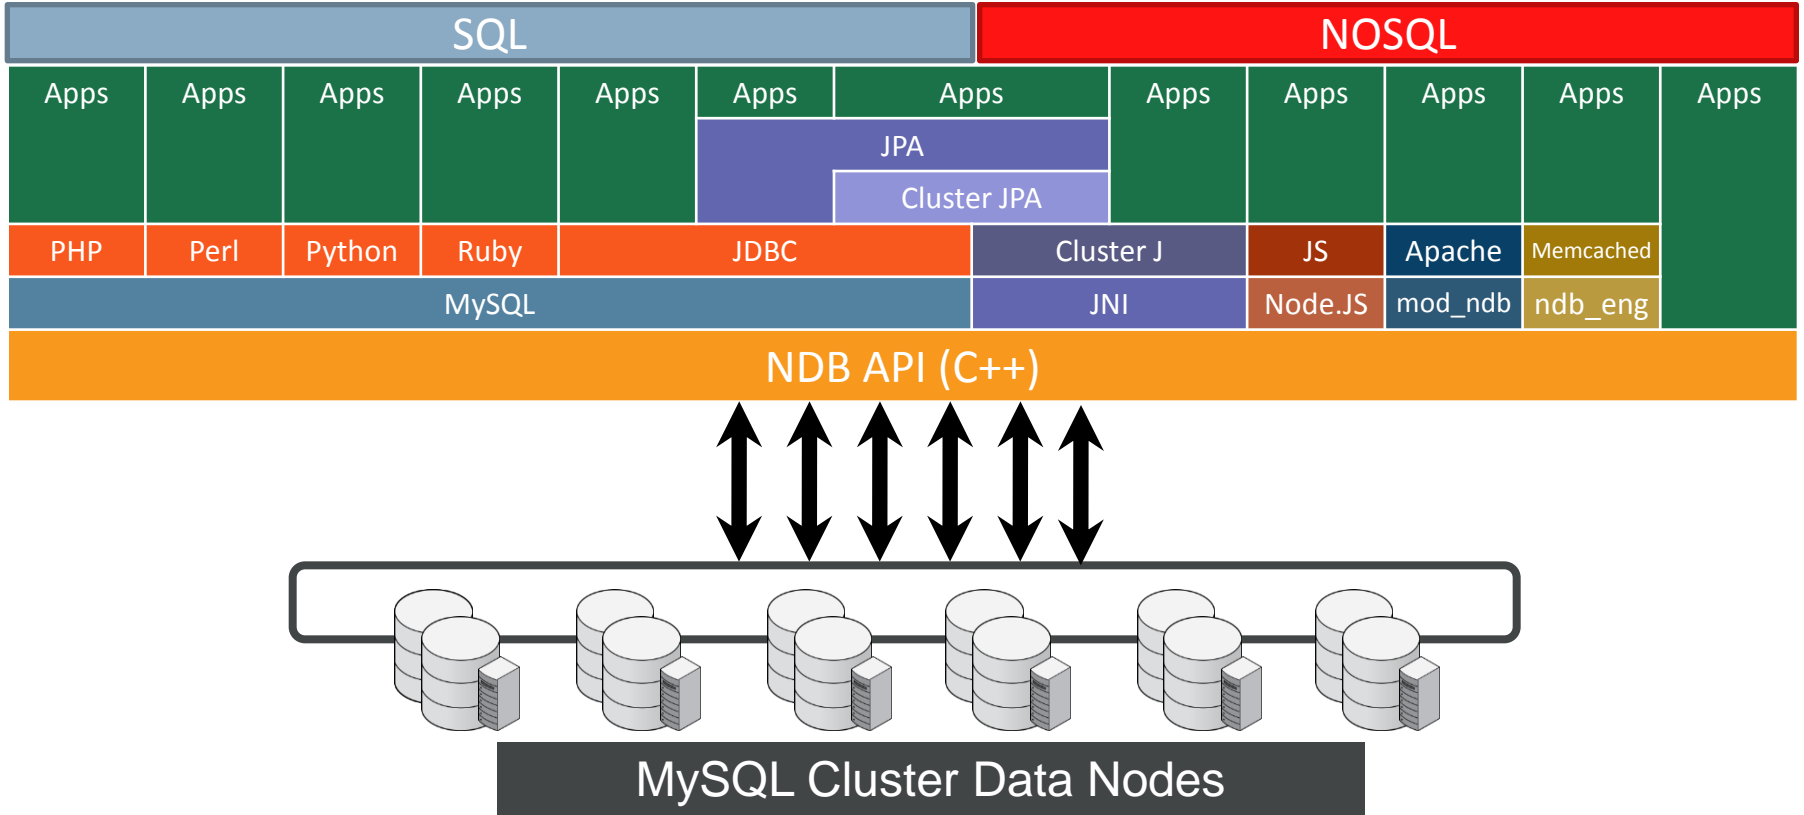 SQL NOSQL
Apps Apps Apps Apps Apps Apps Apps Apps Apps Apps Apps Apps
JPA
Cluster JPA
PHP Perl Python Ruby JDBC Cluster J JS Apache Memcached
MySQL JNI Node.JS mod_ndb ndb_eng
NDB API (C++)
MySQL Cluster Data Nodes